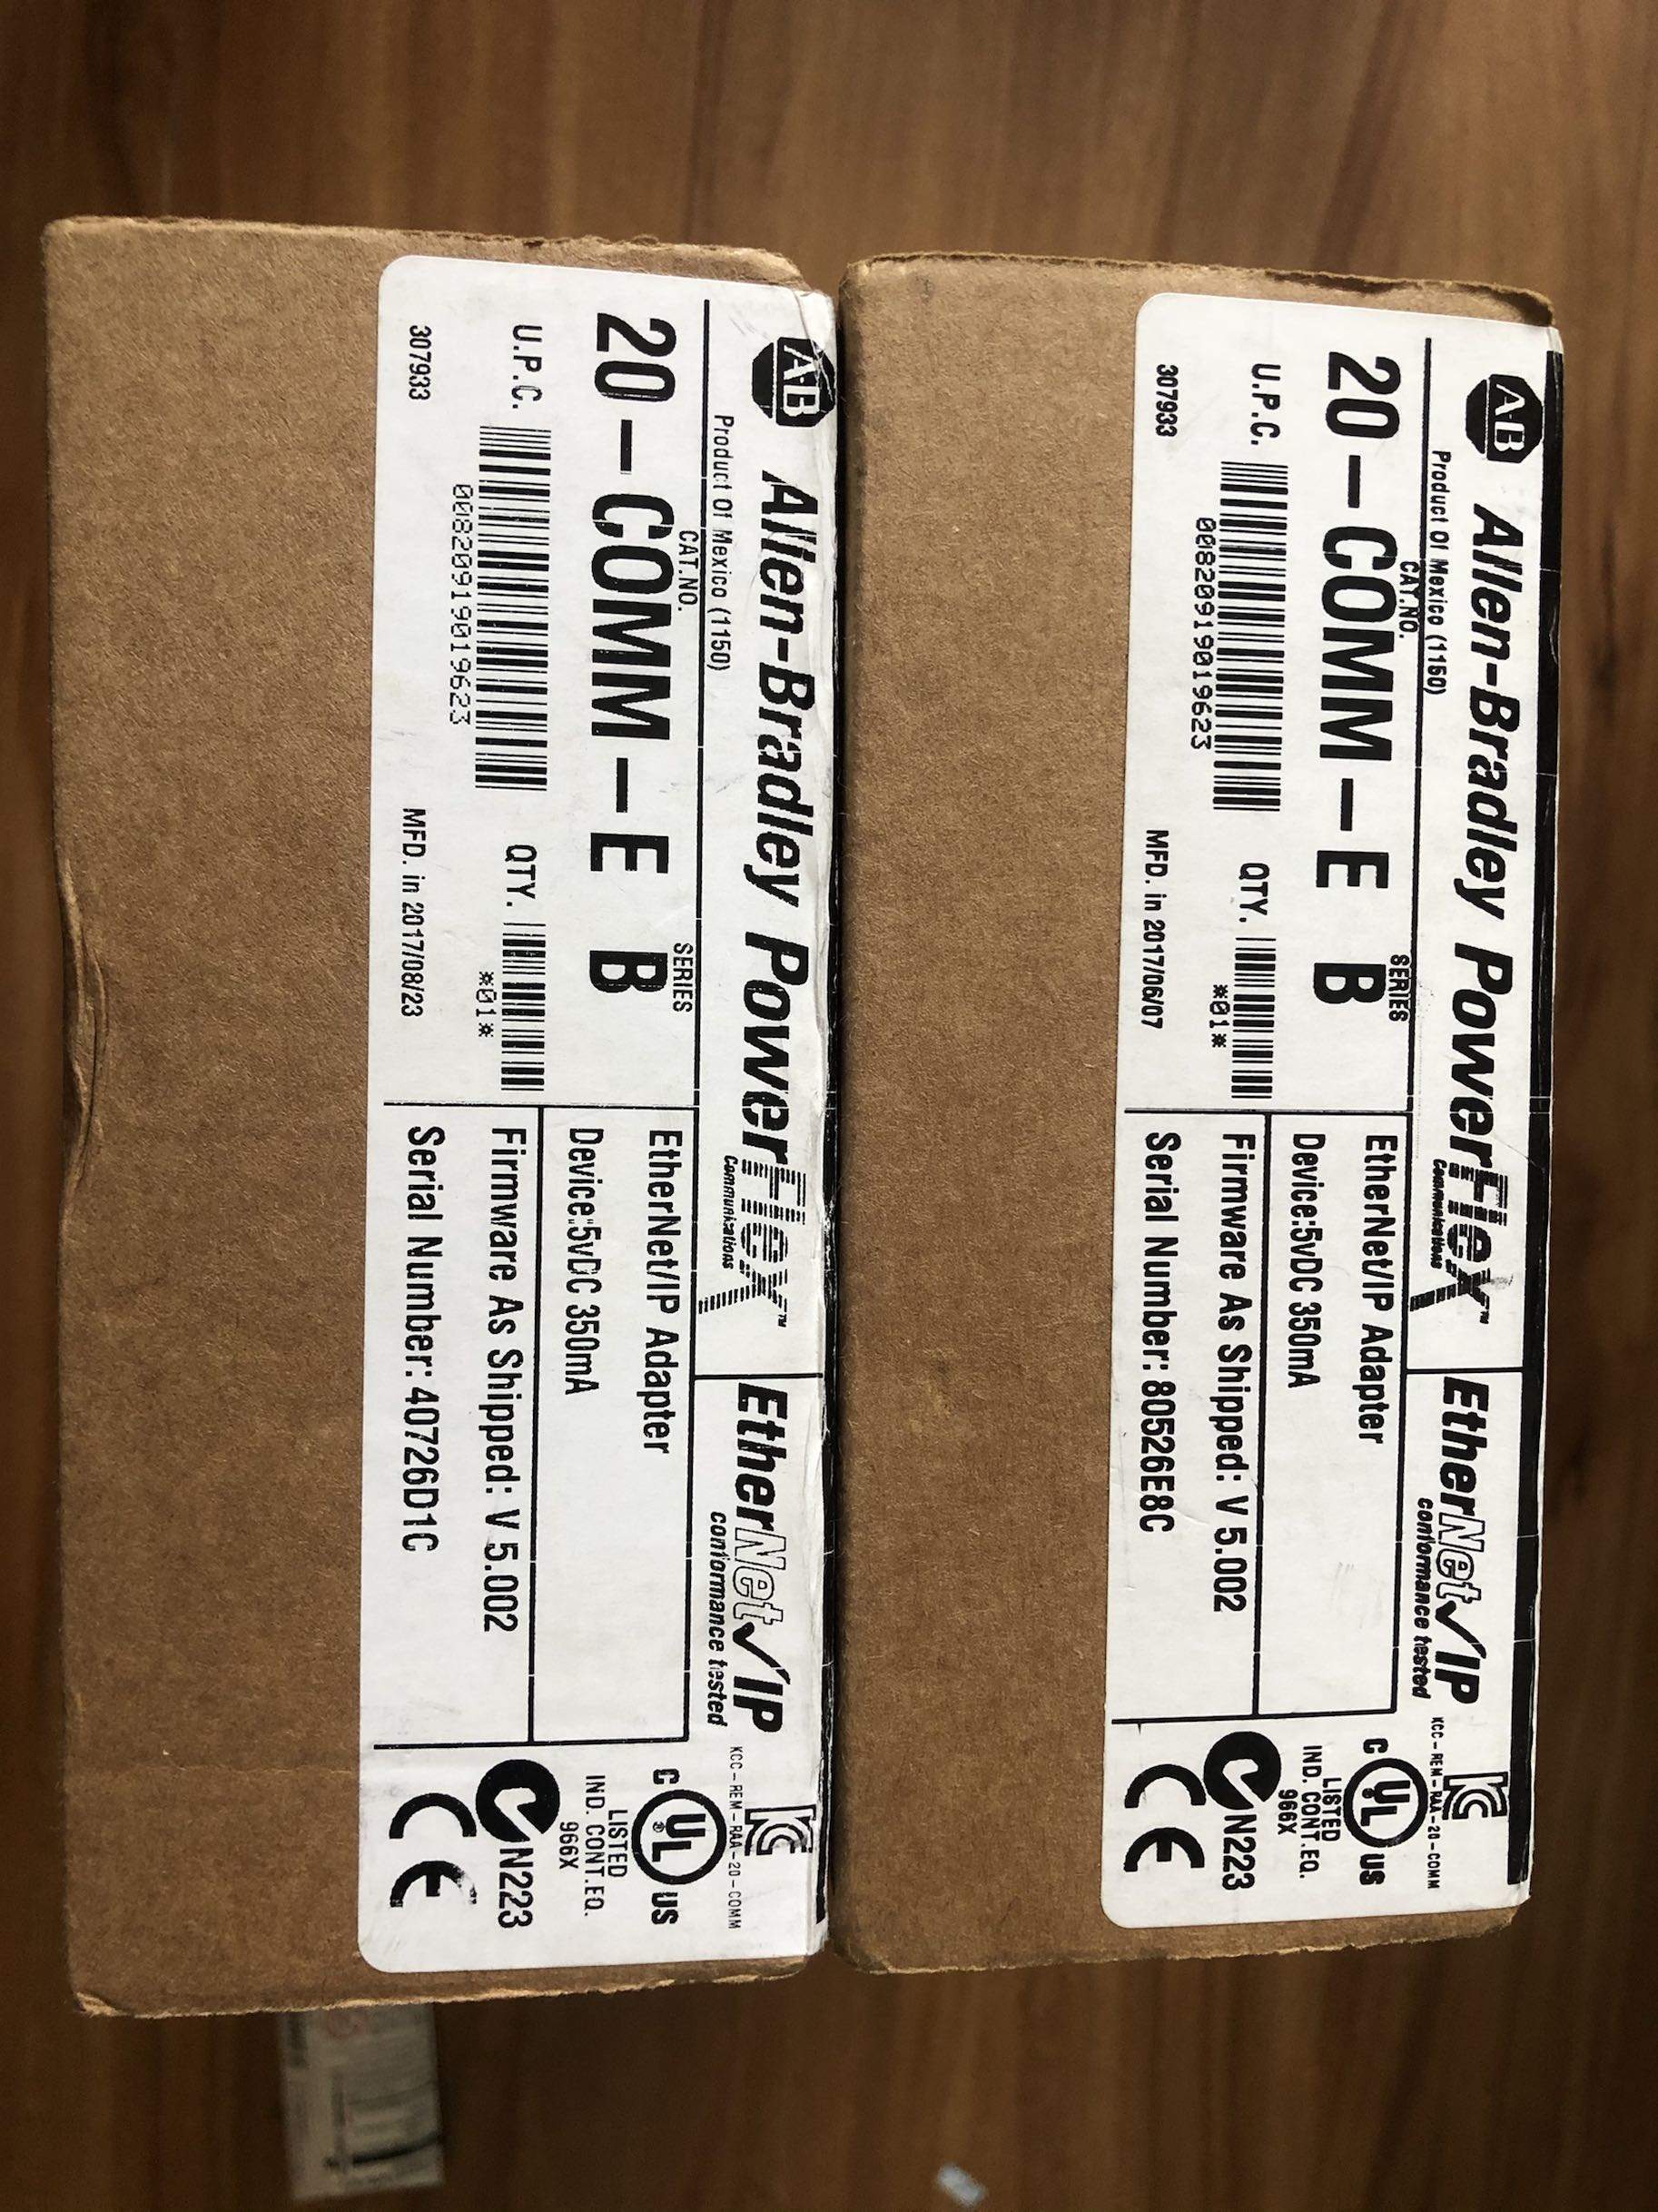 AB Allen-Bradley PowerFlex™
Communications
EtherNet/IP
conformance tested
KCC-REM-RAA-20-COMM
Product Of Mexico (1150)
CAT.NO.
SERIES
20-COMM-E B
U.P.C.
00820919019623
QTY.
*01*
307933
MFD. in 2017/06/07
EtherNet/IP Adapter
Device:5vDC 350mA
Firmware As Shipped: V 5.002
Serial Number: 80526E8C
C UL US
LISTED
IND. CONT.EQ.
966X
N223
CE
AB Allen-Bradley PowerFlex™
Communications
EtherNet/IP
conformance tested
KCC-REM-RAA-20-COMM
Product Of Mexico (1150)
CAT.NO.
SERIES
20-COMM-E B
U.P.C.
00820919019623
QTY.
*01*
307933
MFD. in 2017/08/23
EtherNet/IP Adapter
Device:5vDC 350mA
Firmware As Shipped: V 5.002
Serial Number: 40726D1C
C UL® US
LISTED
IND. CONT.EQ.
966X
N223
CE